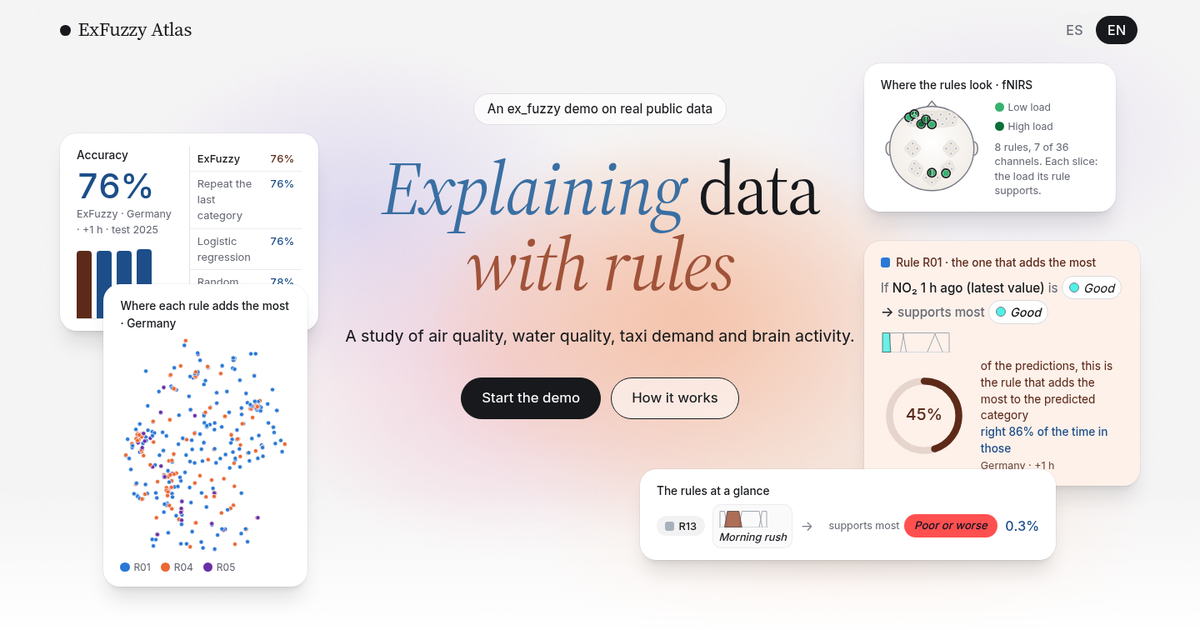 ExFuzzy Atlas
ES
EN
An ex_fuzzy demo on real public data
Explaining data
with rules
A study of air quality, water quality, taxi demand and brain activity.
Start the demo
How it works
Accuracy
76%
ExFuzzy · Germany
· +1 h · test 2025
ExFuzzy
76%
Repeat the
last
category
76%
Logistic
regression
76%
Random
78%
Where each rule adds the most
· Germany
R01
R04
R05
Where the rules look · fNIRS
Low load
High load
8 rules, 7 of 36
channels. Each slice:
the load its rule
supports.
Rule R01 · the one that adds the most
If NO₂ 1 h ago (latest value) is Good
→ supports most Good
45%
of the predictions, this is
the rule that adds the
most to the predicted
category
right 86% of the time in
those
Germany · +1 h
The rules at a glance
R13
Morning rush
→
supports most
Poor or worse
0.3%